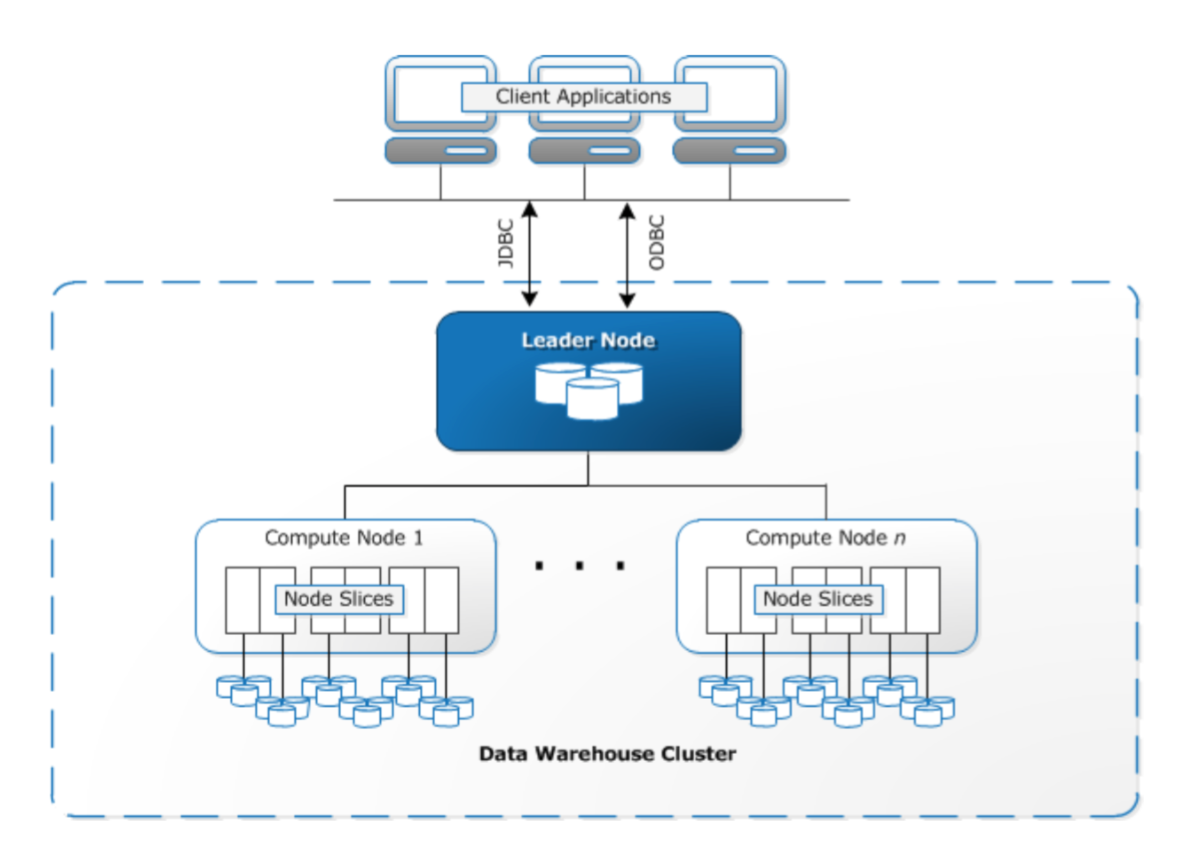 Client Applications
JDBC
ODBC
Leader Node
Compute Node 1
Compute Node n
. . .
Node Slices
Node Slices
Data Warehouse Cluster